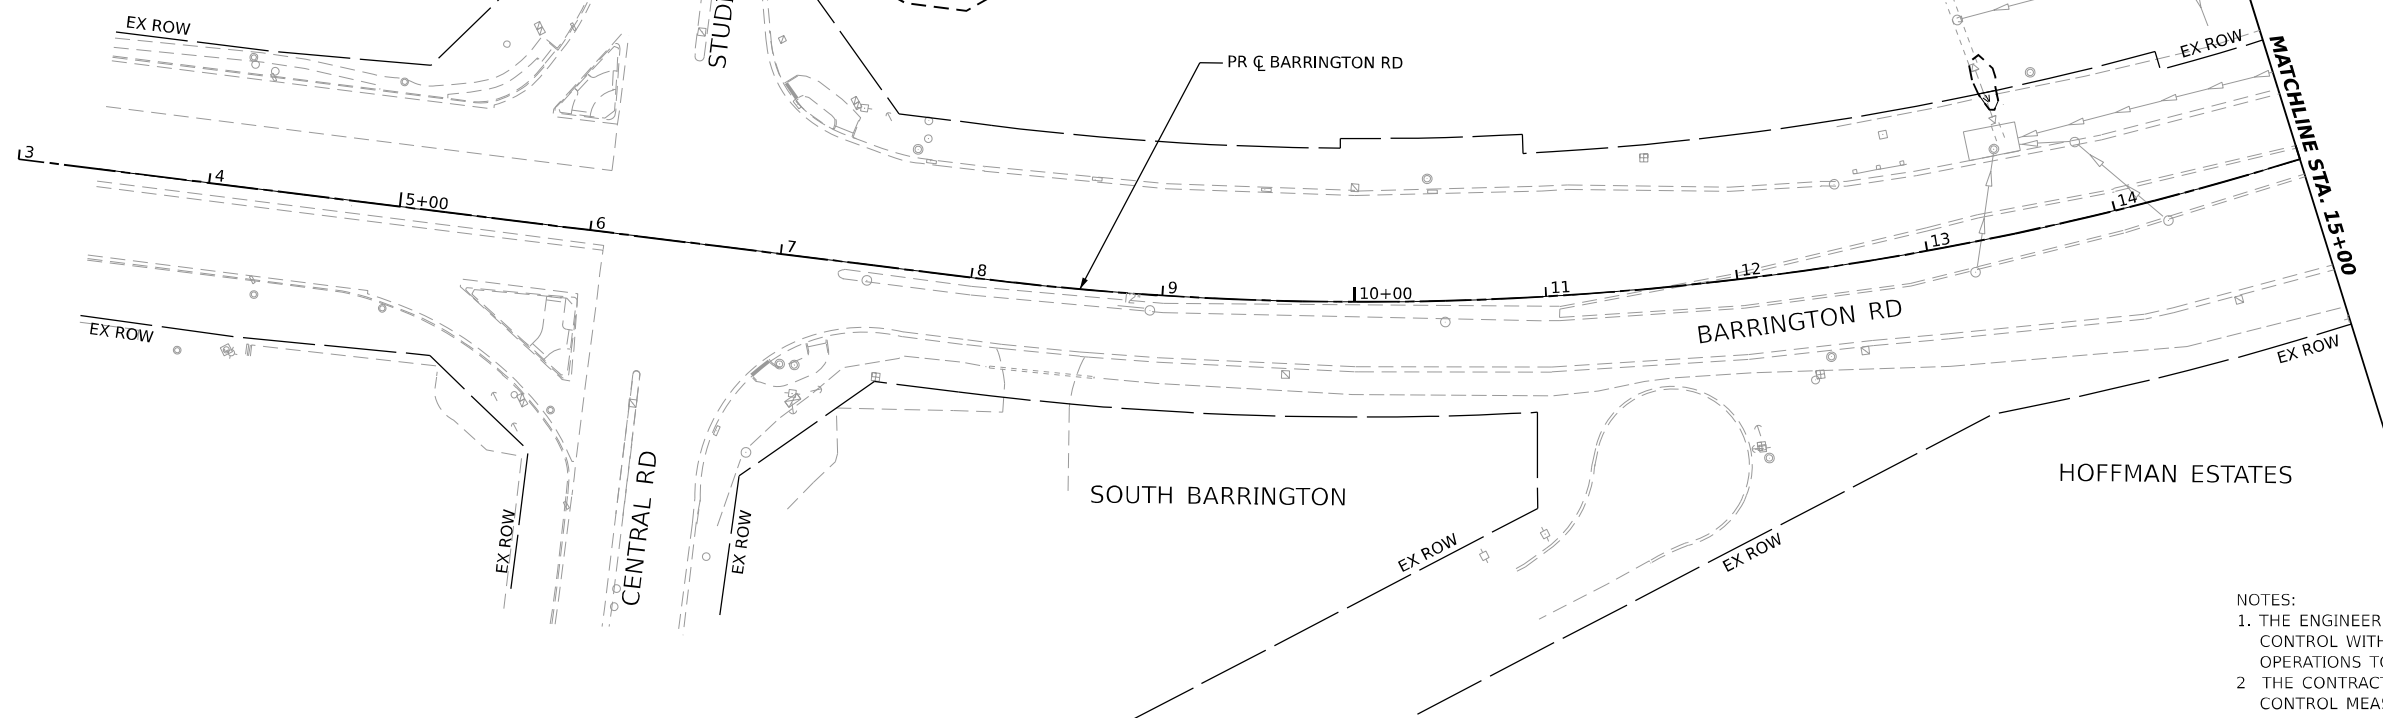 EX ROW
STUDI
PR ℄ BARRINGTON RD
EX ROW
MATCHLINE STA. 15+00
3
4
5+00
6
7
8
9
10+00
11
12
13
14
12"
EX ROW
BARRINGTON RD
EX ROW
CENTRAL RD
EX ROW
EX ROW
SOUTH BARRINGTON
HOFFMAN ESTATES
EX ROW
EX ROW
NOTES:
1. THE ENGINEER
CONTROL WITH
OPERATIONS TO
2 THE CONTRACT
CONTROL MEAS